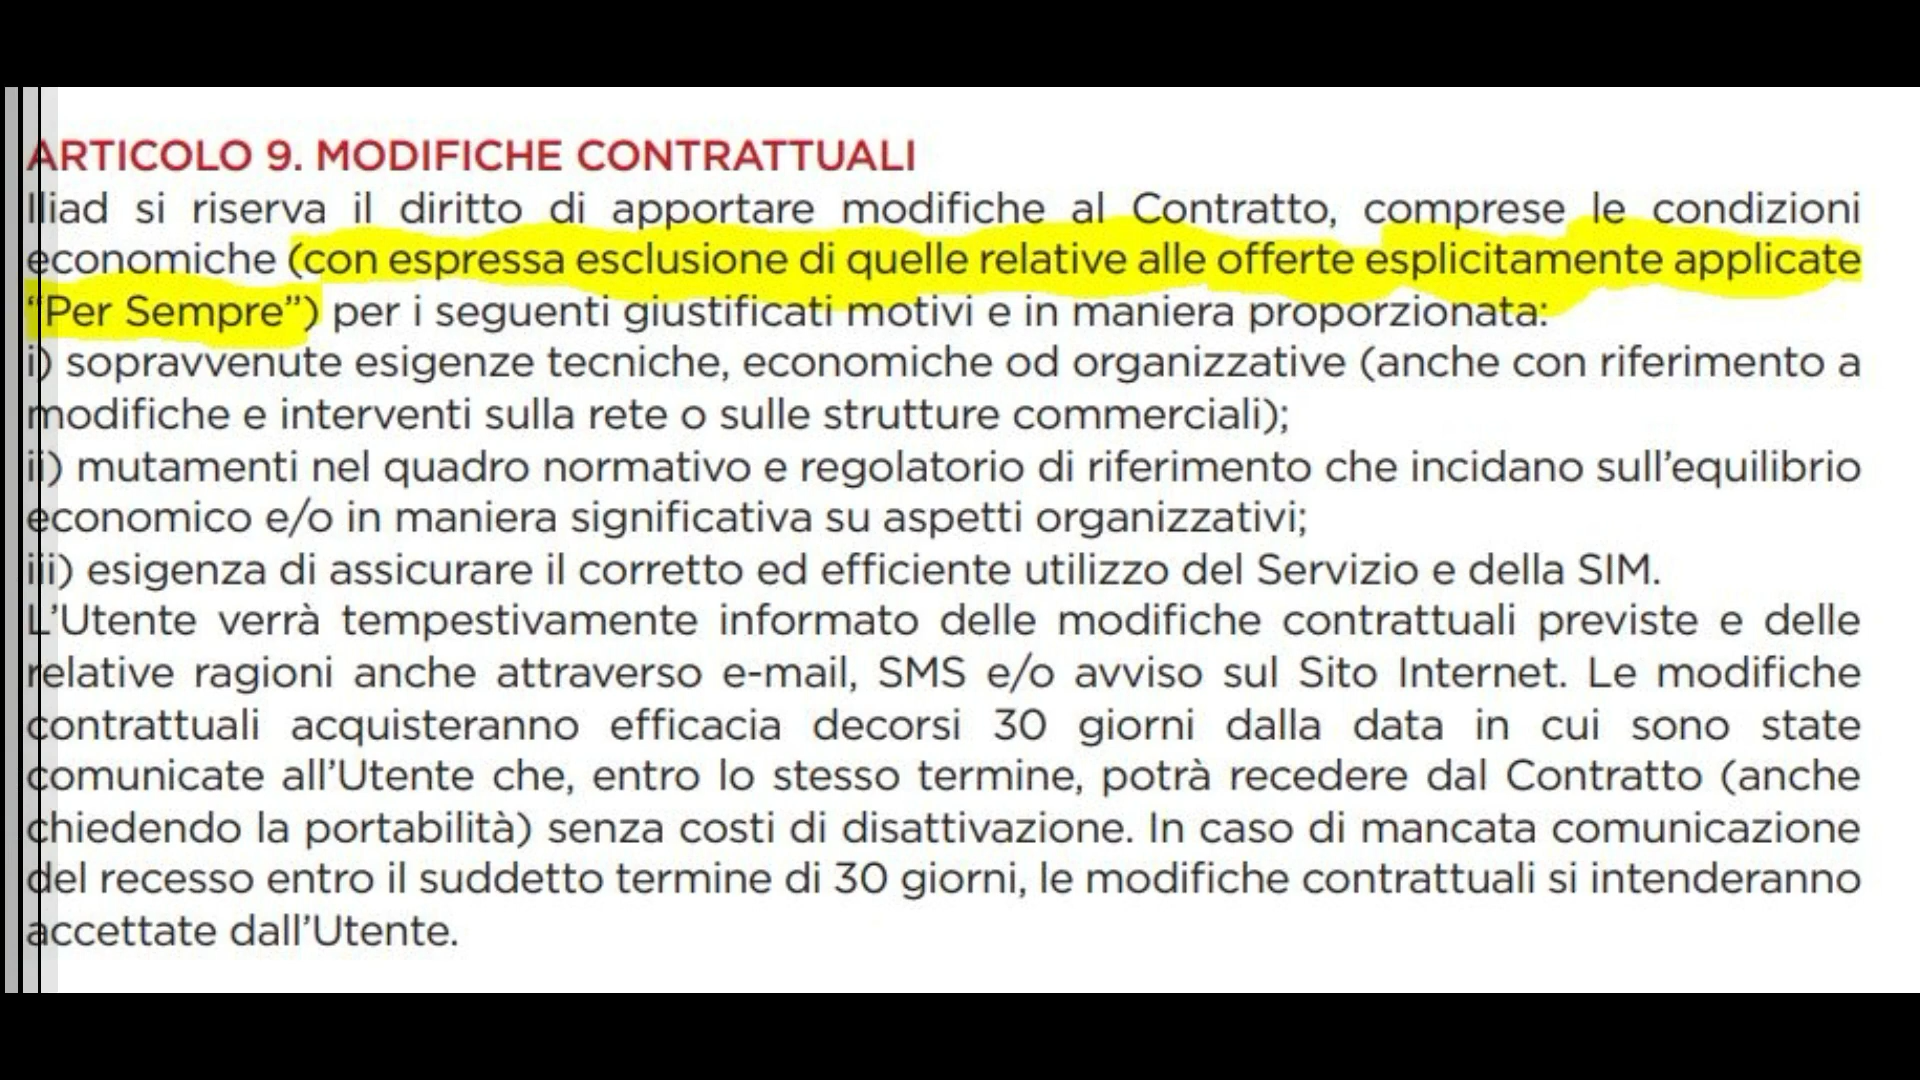 ARTICOLO 9. MODIFICHE CONTRATTUALI
Iliad si riserva il diritto di apportare modifiche al Contratto, comprese le condizioni
economiche (con espressa esclusione di quelle relative alle offerte esplicitamente applicate
“Per Sempre”) per i seguenti giustificati motivi e in maniera proporzionata:
i) sopravvenute esigenze tecniche, economiche od organizzative (anche con riferimento a
modifiche e interventi sulla rete o sulle strutture commerciali);
ii) mutamenti nel quadro normativo e regolatorio di riferimento che incidano sull’equilibrio
economico e/o in maniera significativa su aspetti organizzativi;
iii) esigenza di assicurare il corretto ed efficiente utilizzo del Servizio e della SIM.
L’Utente verrà tempestivamente informato delle modifiche contrattuali previste e delle
relative ragioni anche attraverso e-mail, SMS e/o avviso sul Sito Internet. Le modifiche
contrattuali acquisteranno efficacia decorsi 30 giorni dalla data in cui sono state
comunicate all’Utente che, entro lo stesso termine, potrà recedere dal Contratto (anche
chiedendo la portabilità) senza costi di disattivazione. In caso di mancata comunicazione
del recesso entro il suddetto termine di 30 giorni, le modifiche contrattuali si intenderanno
accettate dall’Utente.